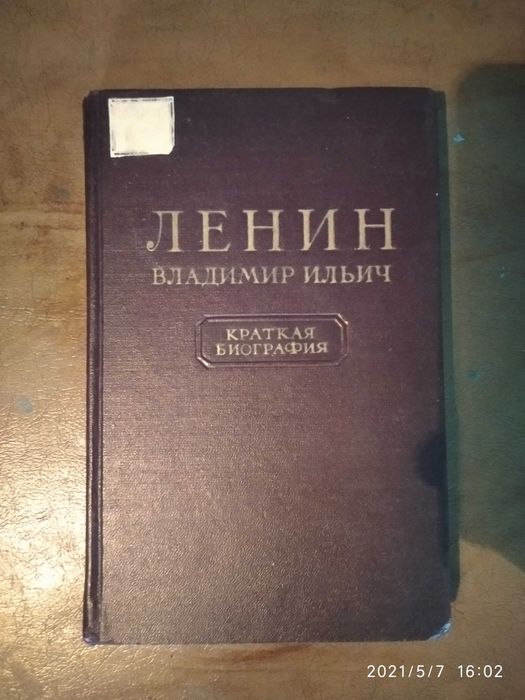 ЛЕНИН
ВЛАДИМИР ИЛЬИЧ
КРАТКАЯ
БИОГРАФИЯ
2021/5/7 16:02